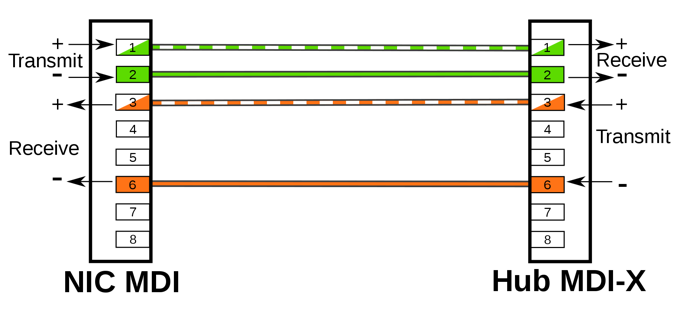 + 1 1 +
Transmit Receive
- 2 2 -
+ 3 3 +
4 4
Transmit
Receive
5 5
- 6 6 -
7 7
8 8
NIC MDI Hub MDI-X